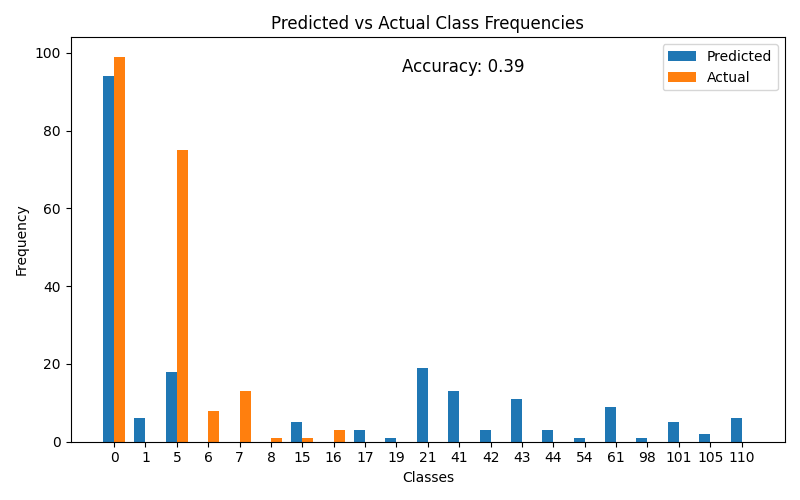 Predicted vs Actual Class Frequencies
Accuracy: 0.39
Predicted
Actual
Frequency
100
80
60
40
20
0
0 1 5 6 7 8 15 16 17 19 21 41 42 43 44 54 61 98 101 105 110
Classes